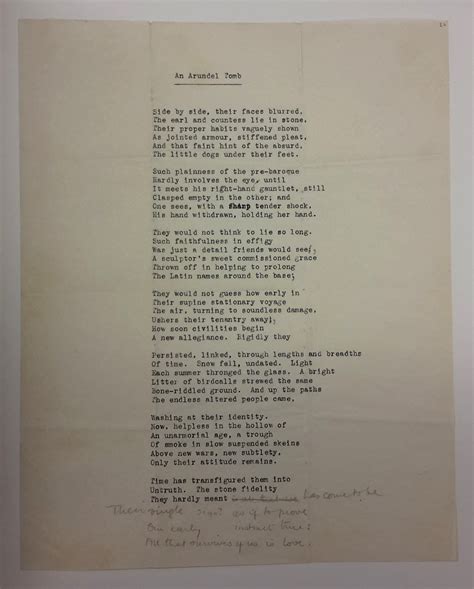 An Arundel Tomb
Side by side, their faces blurred,
The earl and countess lie in stone,
Their proper habits vaguely shown
As jointed armour, stiffened pleat,
And that faint hint of the absurd,
The little dogs under their feet.
Such plainness of the pre-baroque
Hardly involves the eye, until
It meets his right-hand gauntlet, still
Clasped empty in the other; and
One sees, with a sharp tender shock,
His hand withdrawn, holding her hand.
They would not think to lie so long.
Such faithfulness in effigy
Was just a detail friends would see;
A sculptor's sweet commissioned grace
Thrown off in helping to prolong
The Latin names around the base;
They would not guess how early in
Their supine stationary voyage
The air, turning to soundless damage,
Ushers their tenantry away;
How soon civilities begin
A new allegiance. Rigidly they
Persisted, linked, through lengths and breadths
Of time. Snow fell, undated. Light
Each summer thronged the glass. A bright
Litter of birdcalls strewed the same
Bone-riddled ground. And up the paths
The endless altered people came,
Washing at their identity.
Now, helpless in the hollow of
An unarmorial age, a trough
Of smoke in slow suspended skeins
Above new wars, new subtlety,
Only their attitude remains.
Time has transfigured them into
Untruth. The stone fidelity
They hardly meant has come to be
Their single sign as if to prove
Our early instinct true:
All that survives of us is love.